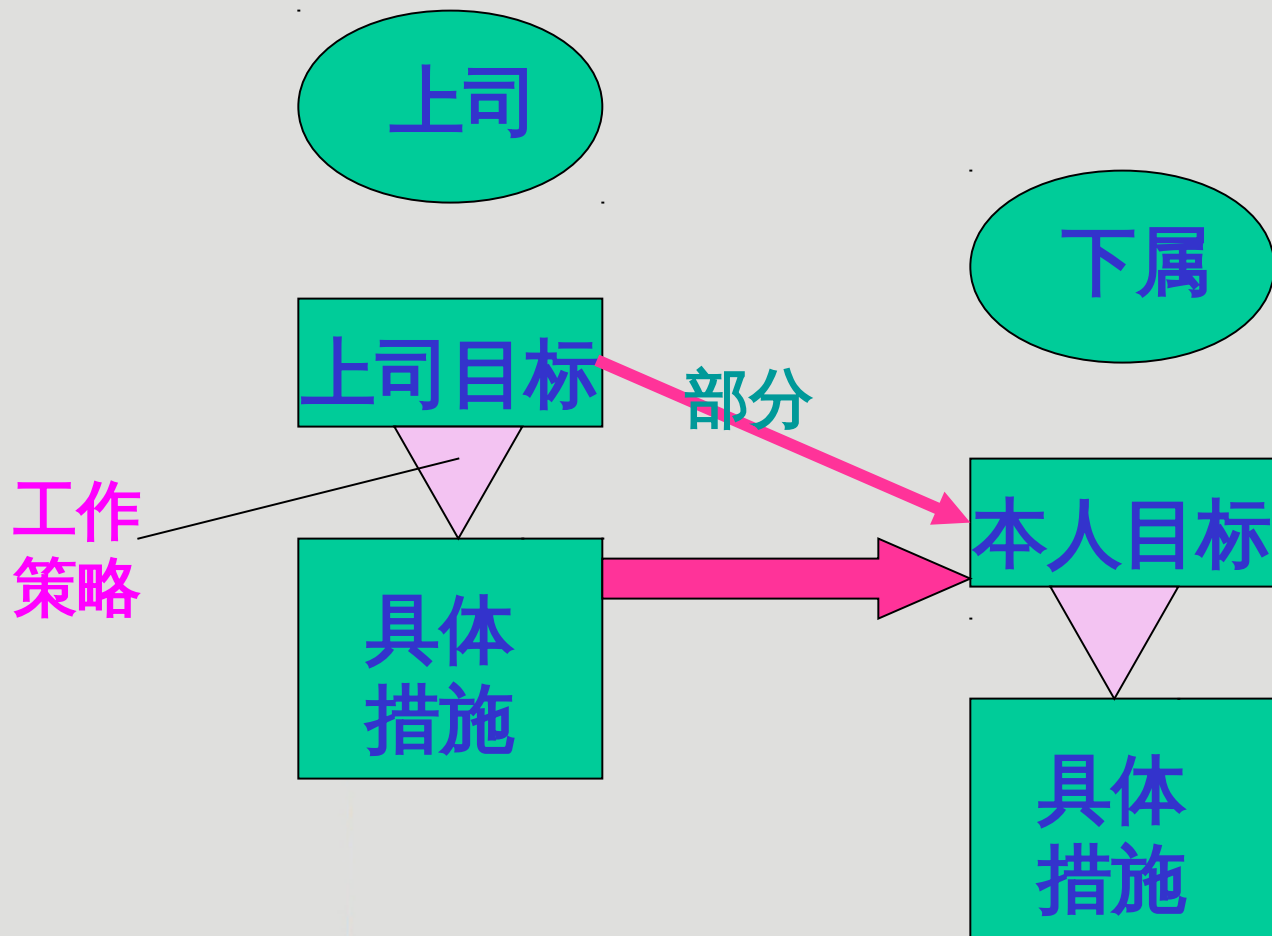 上司
下属
上司目标
部分
工作
策略
本人目标
具体
措施
具体
措施